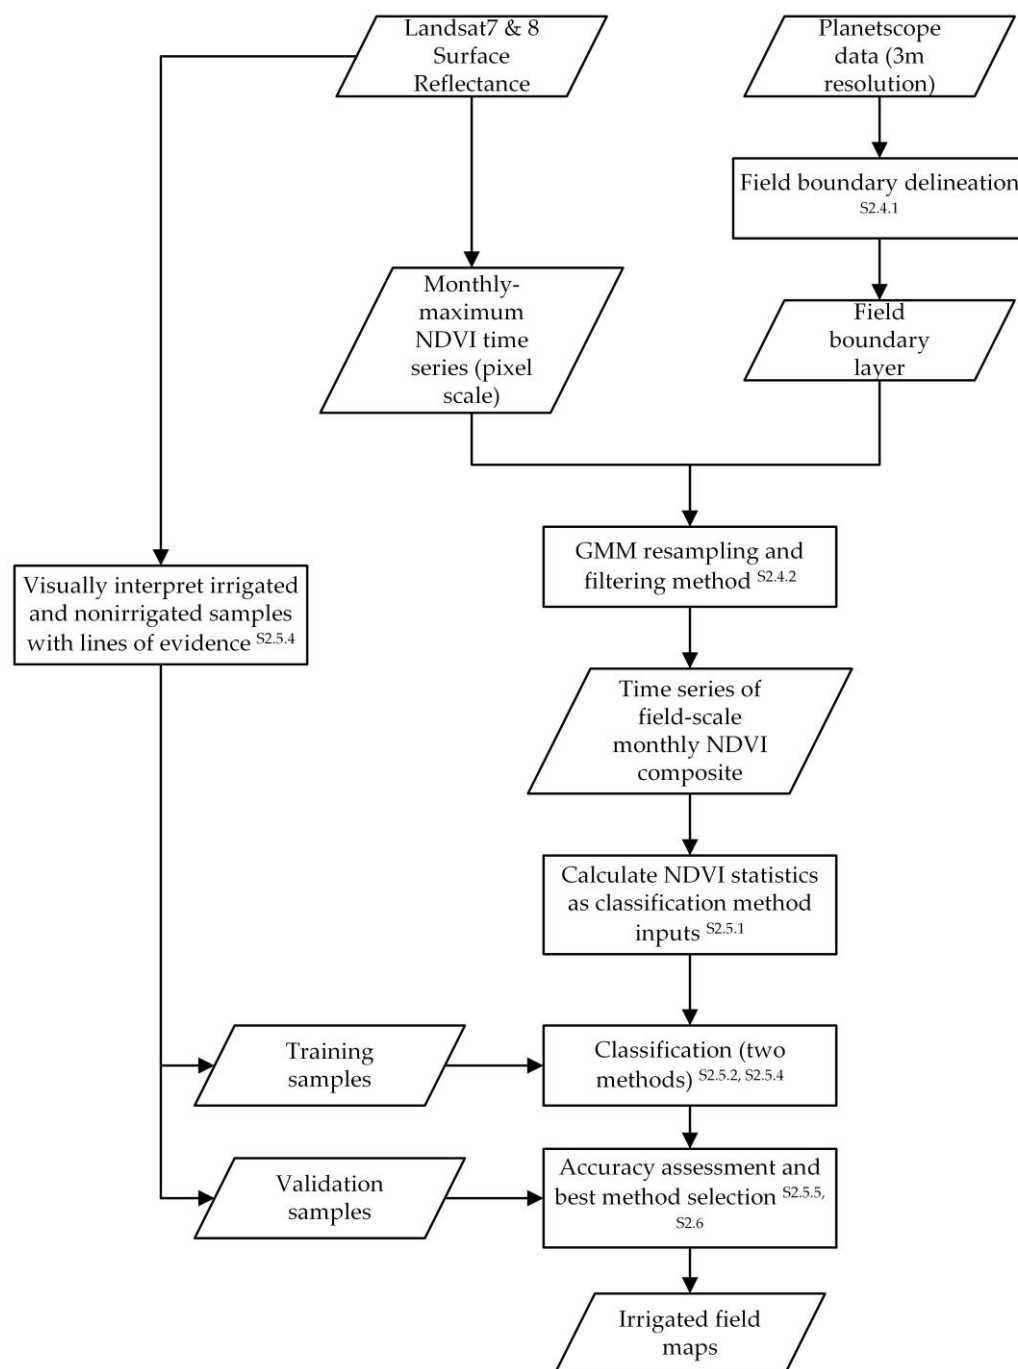 Landsat7 & 8
Surface
Reflectance
Planetscope
data (3m
resolution)
Field boundary delineation
S2.4.1
Monthly-
maximum
NDVI time
series (pixel
scale)
Field
boundary
layer
GMM resampling and
filtering method S2.4.2
Visually interpret irrigated
and nonirrigated samples
with lines of evidence S2.5.4
Time series of
field-scale
monthly NDVI
composite
Calculate NDVI statistics
as classification method
inputs S2.5.1
Training
samples
Classification (two
methods) S2.5.2, S2.5.4
Validation
samples
Accuracy assessment and
best method selection S2.5.5,
S2.6
Irrigated field
maps